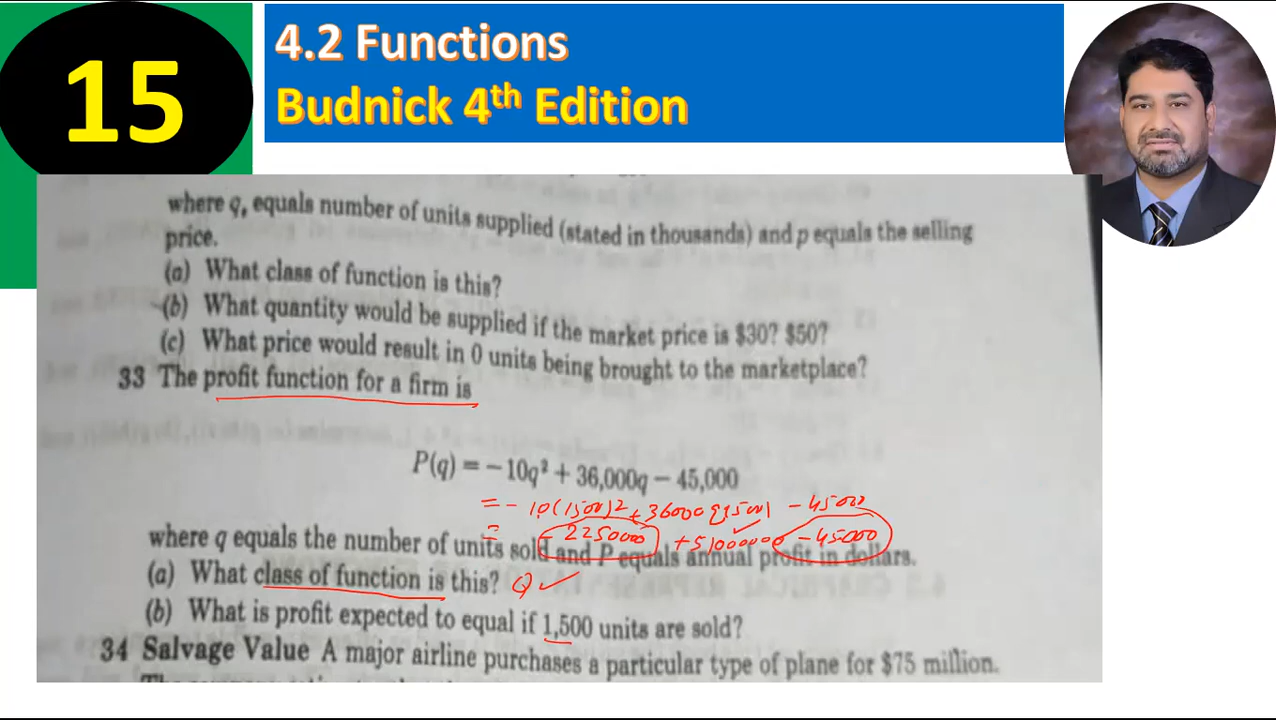 15
4.2 Functions
Budnick 4th Edition
where q, equals number of units supplied (stated in thousands) and p equals the selling
price.
(a) What class of function is this?
(b) What quantity would be supplied if the market price is $30? $50?
(c) What price would result in 0 units being brought to the marketplace?
33 The profit function for a firm is
P(q) = −10q² + 36,000q − 45,000
= - 10(1500)2 + 36000 - 45000
= - 2250000 + 51000000 - 45000
where q equals the number of units sold and P equals annual profit in dollars.
(a) What class of function is this? Q ✓
(b) What is profit expected to equal if 1,500 units are sold?
34 Salvage Value A major airline purchases a particular type of plane for $75 million.